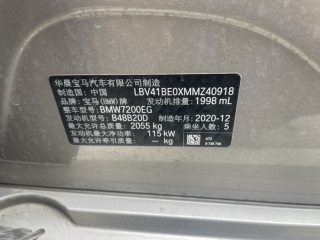 华晨宝马汽车有限公司制造
制造国：中国 LBV41BE0XMMZ40918
品牌：宝马(BMW)牌 发动机排量：1998 mL
整车型号：BMW7200EG
发动机型号：B48B20D 制造年月：2020-12
最大允许总质量：2055 kg 乘坐人数：5
发动机最大净功率：115 kW
最大允许牵引质量：-- kg